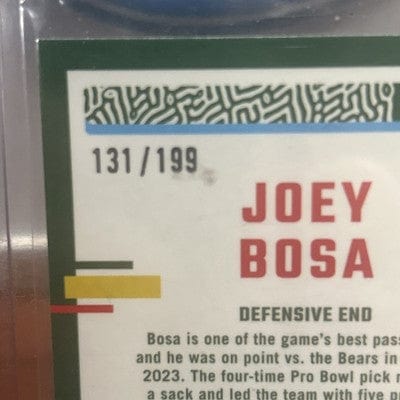 131/199
JOEY
BOSA
DEFENSIVE END
Bosa is one of the game's best pas
and he was on point vs. the Bears in
2023. The four-time Pro Bowl pick
a sack and led the team with five